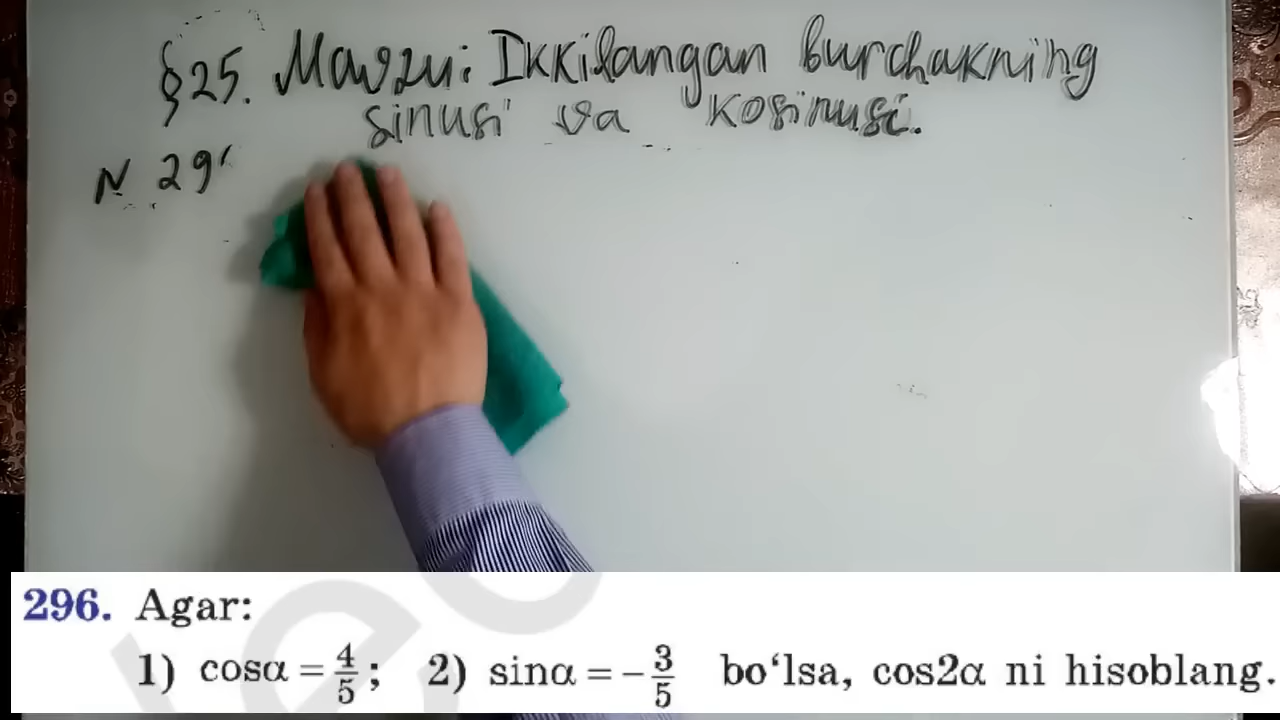 §25. Mavzu: Ikkilangan burchakning
sinusi va kosinusi.
N 29
296. Agar:
1) cosα = 4/5; 2) sinα = −3/5 bo‘lsa, cos2α ni hisoblang.